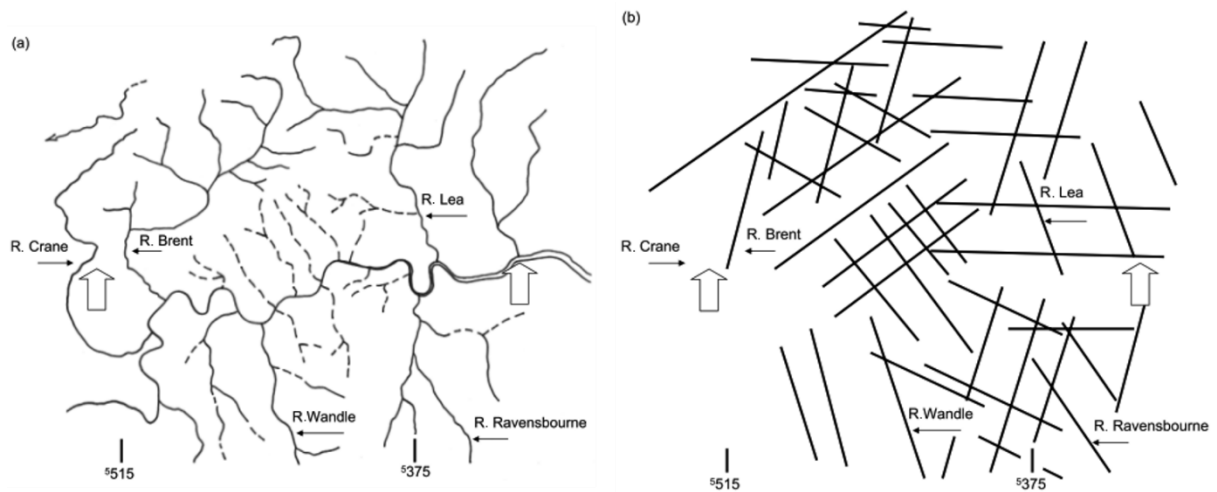 (a)
R. Lea
R. Crane
R. Brent
R.Wandle
R. Ravensbourne
⁵515
⁵375
(b)
R. Lea
R. Crane
R. Brent
R.Wandle
R. Ravensbourne
⁵515
⁵375